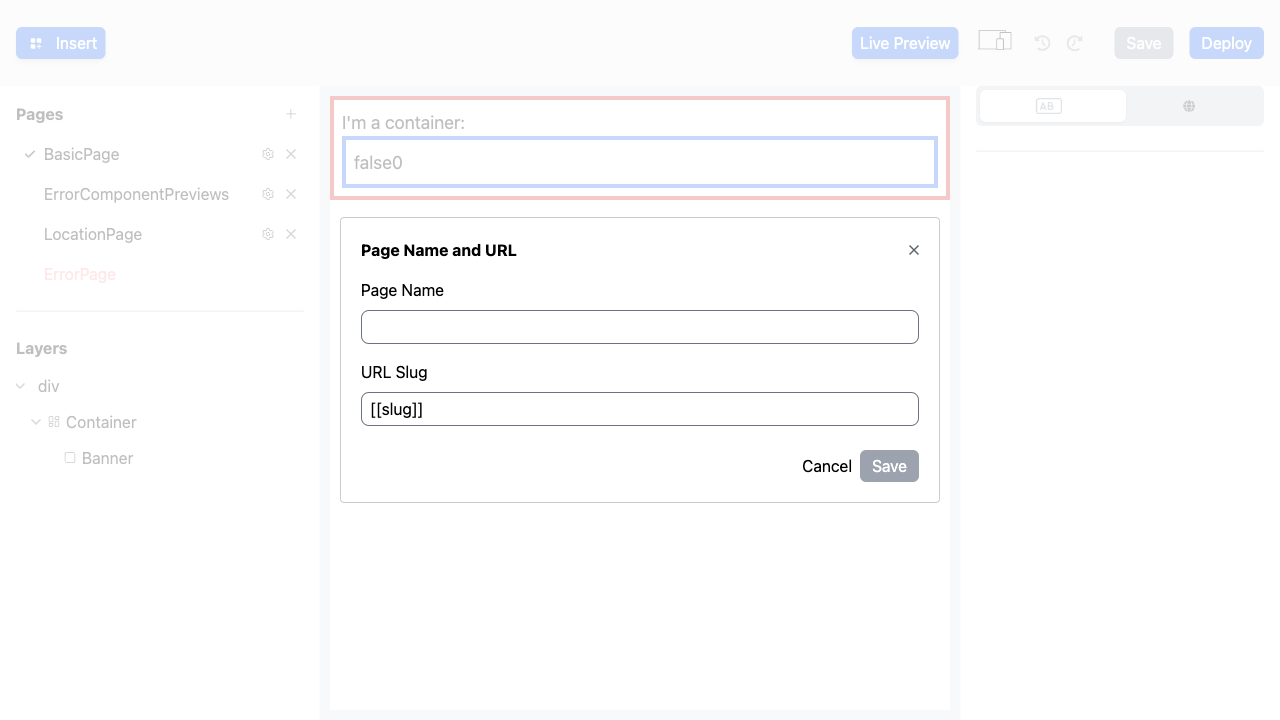 Insert
Live Preview
Save
Deploy
Pages
BasicPage
ErrorComponentPreviews
LocationPage
ErrorPage
Layers
div
Container
Banner
I'm a container:
false0
Page Name and URL
Page Name
URL Slug
[[slug]]
Cancel
Save
AB